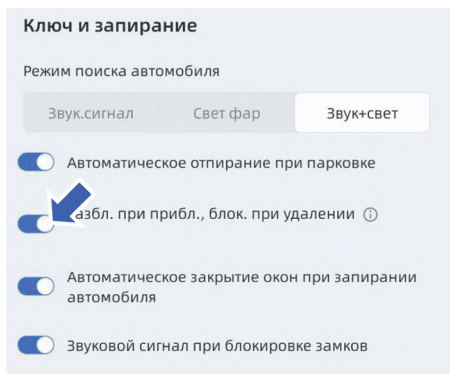 Ключ и запирание
Режим поиска автомобиля
Звук.сигнал Свет фар Звук+свет
Автоматическое отпирание при парковке
при прибл., блок. при удалении
Автоматическое закрытие окон при запирании
автомобиля
Звуковой сигнал при блокировке замков